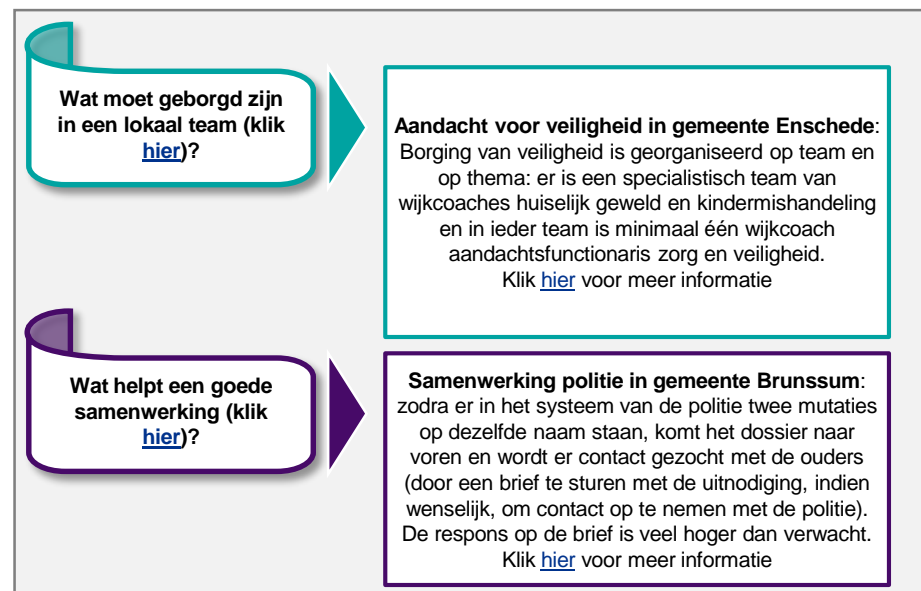 Wat moet geborgd zijn
in een lokaal team (klik
hier)?
Aandacht voor veiligheid in gemeente Enschede:
Borging van veiligheid is georganiseerd op team en
op thema: er is een specialistisch team van
wijkcoaches huiselijk geweld en kindermishandeling
en in ieder team is minimaal één wijkcoach
aandachtsfunctionaris zorg en veiligheid.
Klik hier voor meer informatie
Wat helpt een goede
samenwerking (klik
hier)?
Samenwerking politie in gemeente Brunssum:
zodra er in het systeem van de politie twee mutaties
op dezelfde naam staan, komt het dossier naar
voren en wordt er contact gezocht met de ouders
(door een brief te sturen met de uitnodiging, indien
wenselijk, om contact op te nemen met de politie).
De respons op de brief is veel hoger dan verwacht.
Klik hier voor meer informatie